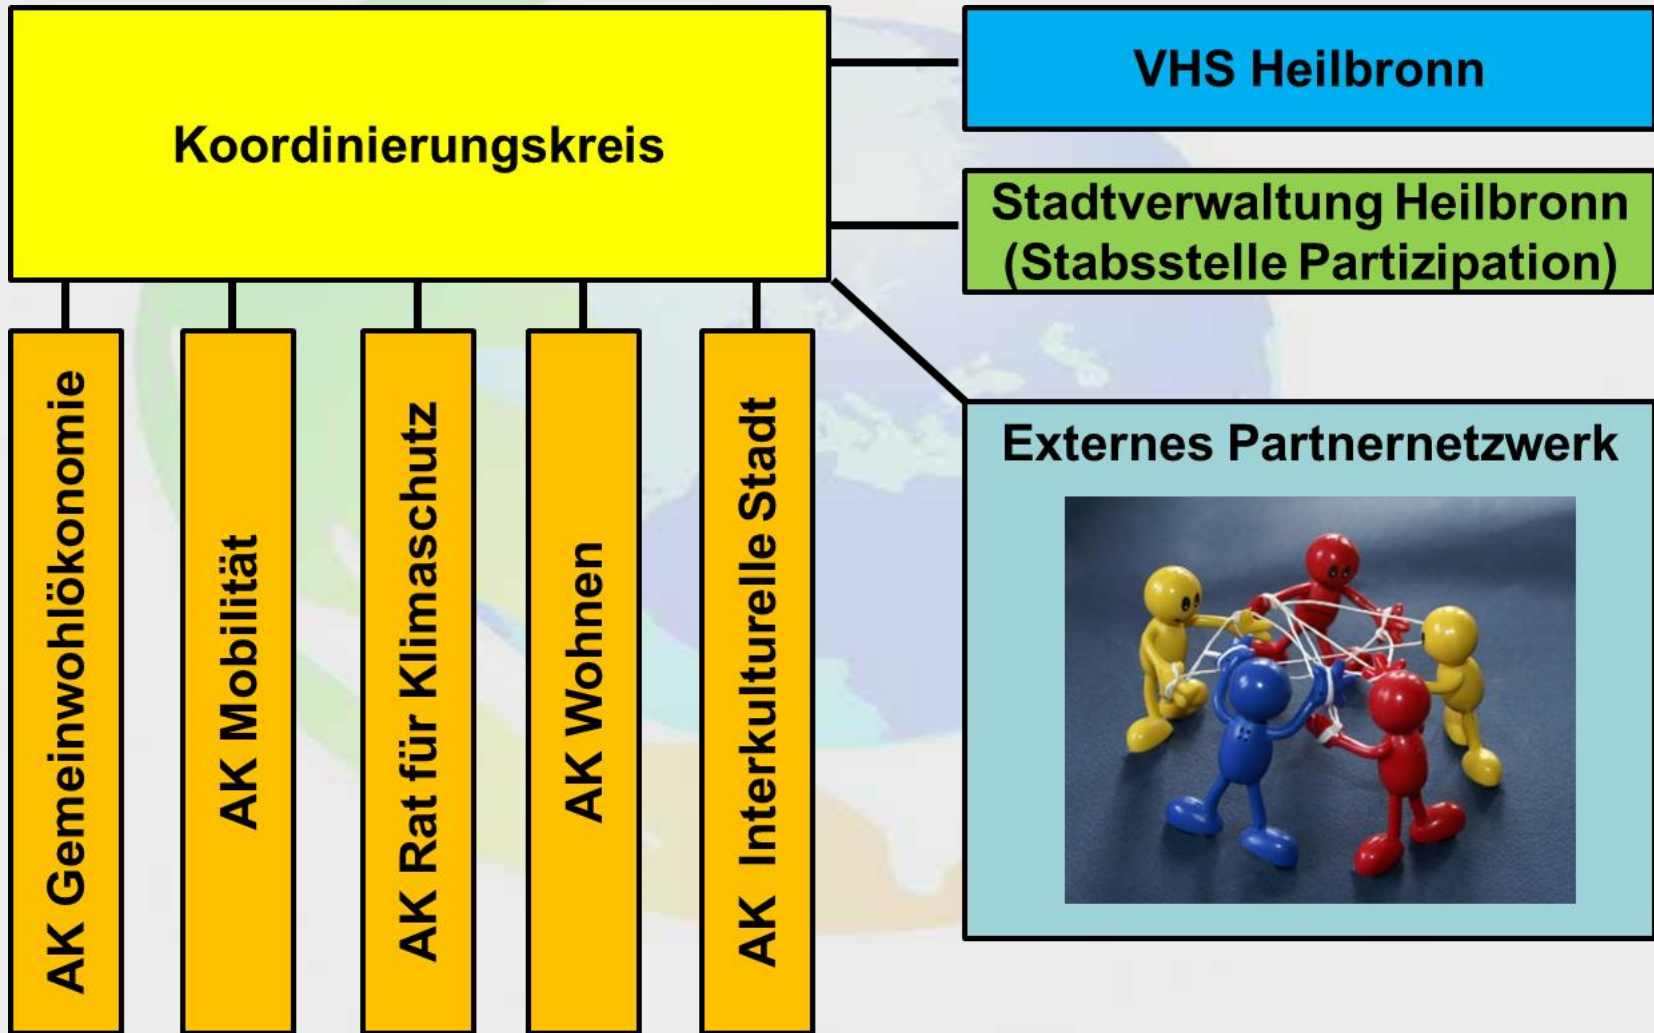 Koordinierungskreis
VHS Heilbronn
Stadtverwaltung Heilbronn
(Stabsstelle Partizipation)
AK Gemeinwohlökonomie
AK Mobilität
AK Rat für Klimaschutz
AK Wohnen
AK Interkulturelle Stadt
Externes Partnernetzwerk